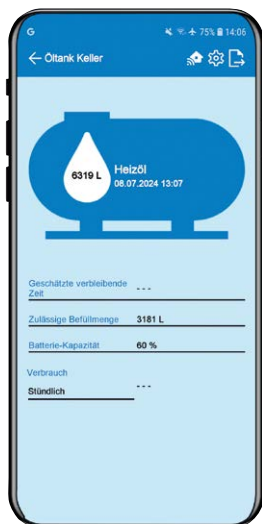 G 75% 14:06
Öltank Keller
6319 L
Heizöl
08.07.2024 13:07
Geschätzte verbleibende
Zeit
---
Zulässige Befüllmenge 3181 L
Batterie-Kapazität 60 %
Verbrauch
Stündlich ---